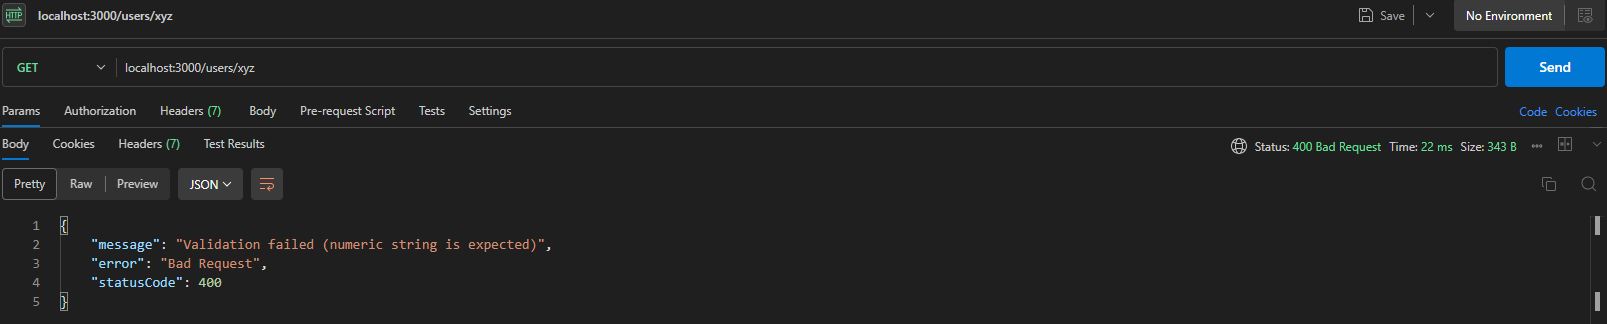 HTTP localhost:3000/users/xyz Save No Environment
GET localhost:3000/users/xyz Send
Params Authorization Headers (7) Body Pre-request Script Tests Settings Code Cookies
Body Cookies Headers (7) Test Results Status: 400 Bad Request Time: 22 ms Size: 343 B
Pretty Raw Preview JSON
1 {
2 "message": "Validation failed (numeric string is expected)",
3 "error": "Bad Request",
4 "statusCode": 400
5 }